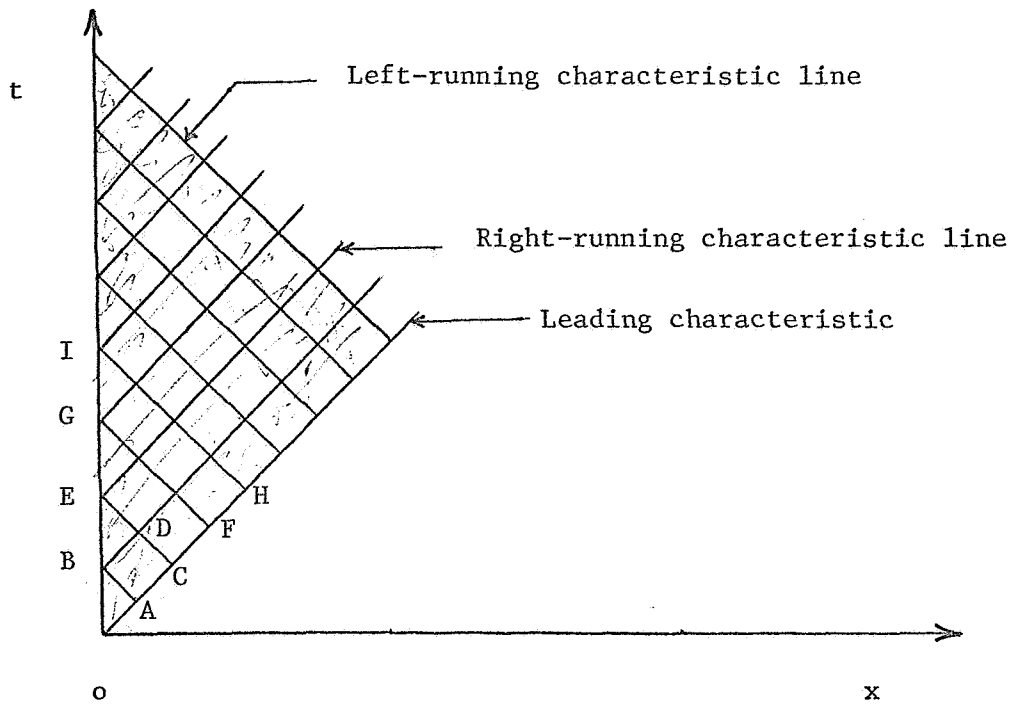 t
Left-running characteristic line
Right-running characteristic line
Leading characteristic
I
G
E
H
D
F
B
C
A
o
x